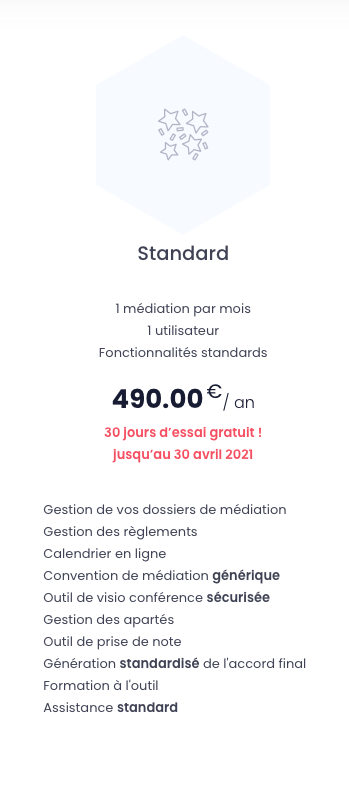 Standard
1 médiation par mois
1 utilisateur
Fonctionnalités standards
490.00 € / an
30 jours d’essai gratuit !
jusqu’au 30 avril 2021
Gestion de vos dossiers de médiation
Gestion des règlements
Calendrier en ligne
Convention de médiation générique
Outil de visio conférence sécurisée
Gestion des apartés
Outil de prise de note
Génération standardisé de l'accord final
Formation à l'outil
Assistance standard